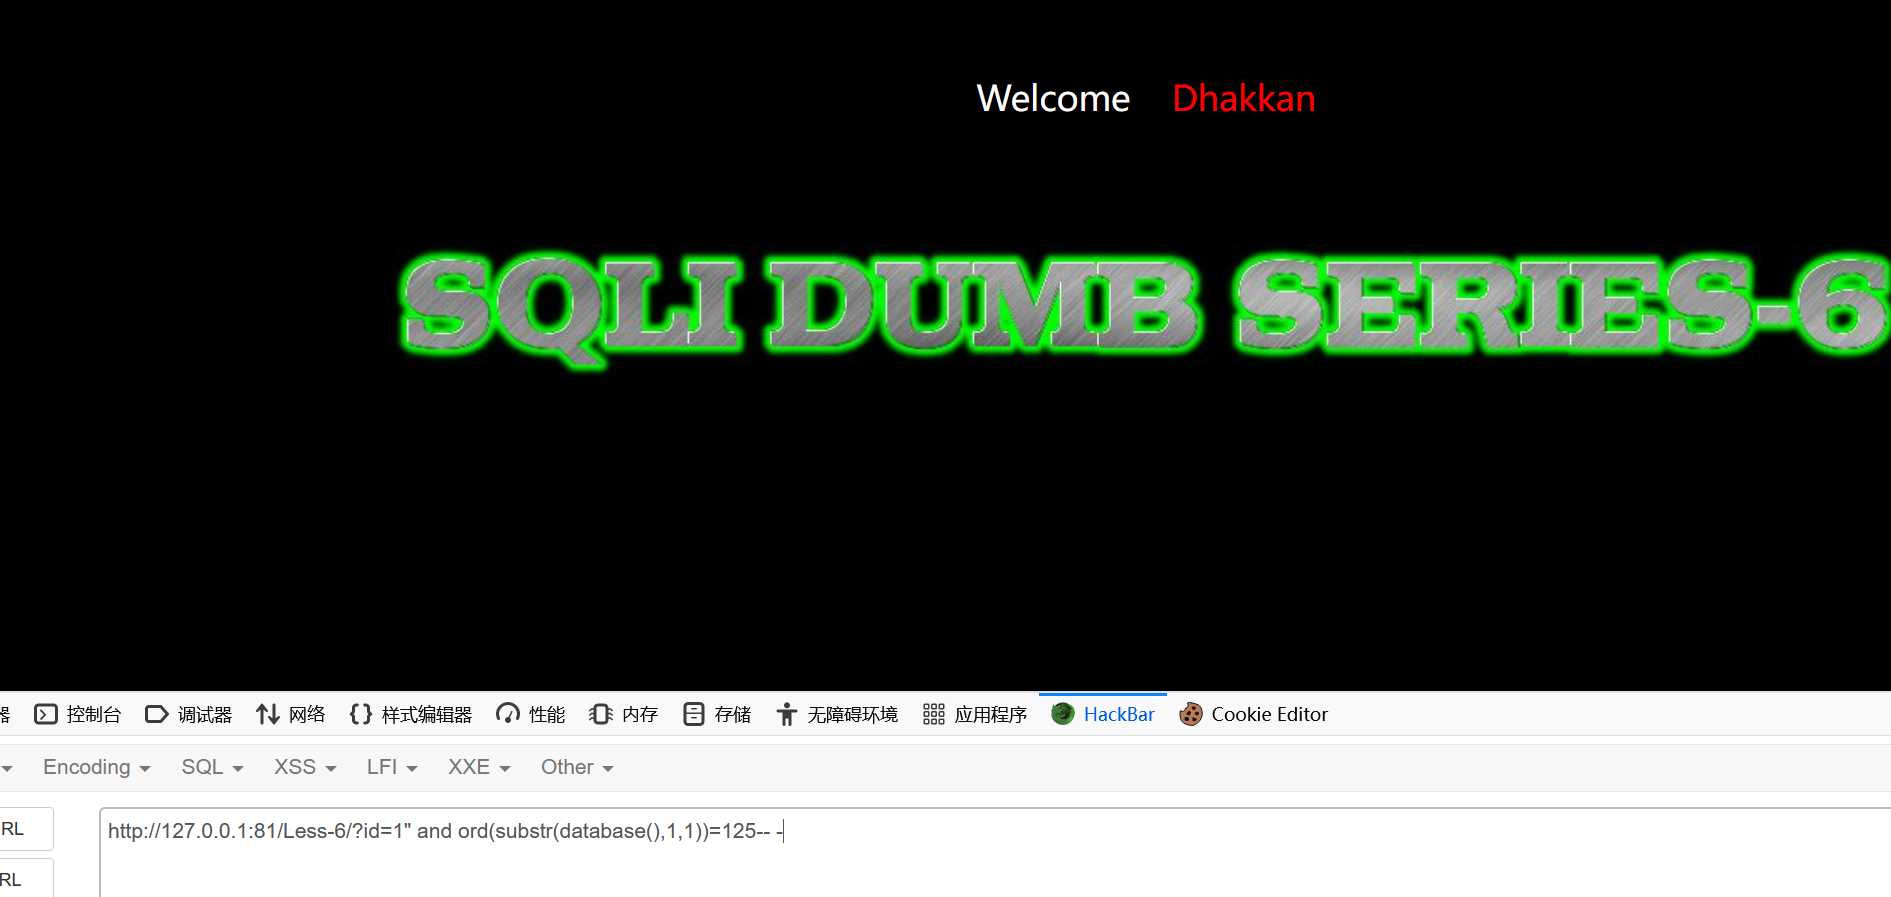 Welcome Dhakkan
SQLI DUMB SERIES-6
器 控制台 调试器 网络 样式编辑器 性能 内存 存储 无障碍环境 应用程序 HackBar Cookie Editor
Encoding SQL XSS LFI XXE Other
RL
http://127.0.0.1:81/Less-6/?id=1" and ord(substr(database(),1,1))=125-- -
RL